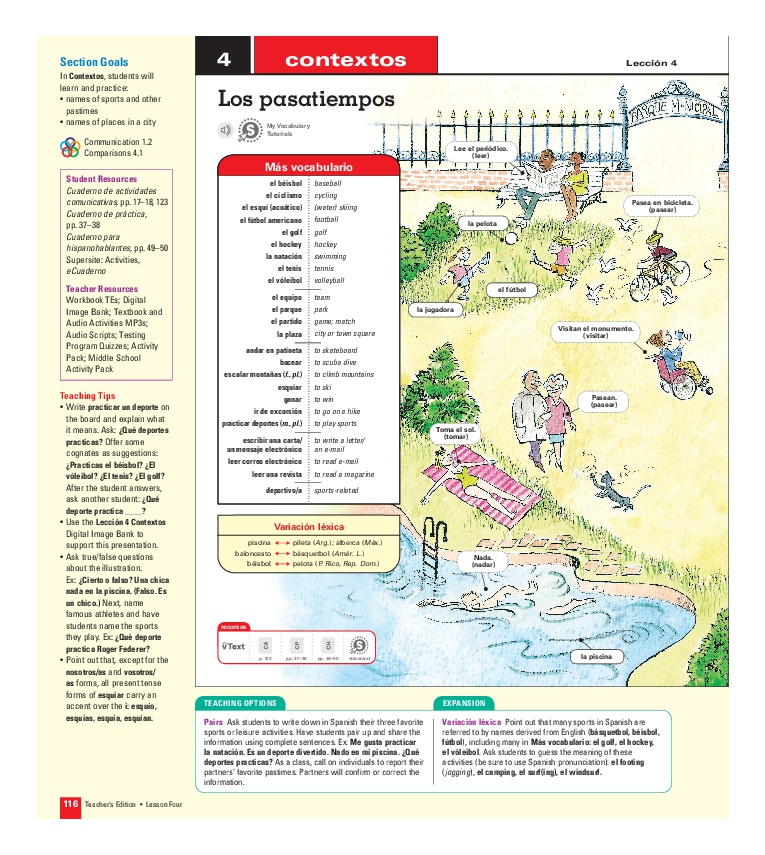 Section Goals
In Contextos, students will
learn and practice:
• names of sports and other
pastimes
• names of places in a city
Communication 1.2
Comparisons 4.1
Student Resources
Cuaderno de actividades
comunicativas, pp. 17–18, 123
Cuaderno de práctica,
pp. 37–38
Cuaderno para
hispanohablantes, pp. 49–50
Supersite: Activities,
eCuaderno
Teacher Resources
Workbook TEs; Digital
Image Bank; Textbook and
Audio Activities MP3s;
Audio Scripts; Testing
Program Quizzes; Activity
Pack; Middle School
Activity Pack
Teaching Tips
• Write practicar un deporte on
the board and explain what
it means. Ask: ¿Qué deportes
practicas? Offer some
cognates as suggestions:
¿Practicas el béisbol? ¿El
vóleibol? ¿El tenis? ¿El golf?
After the student answers,
ask another student: ¿Qué
deporte practica ____?
• Use the Lección 4 Contextos
Digital Image Bank to
support this presentation.
• Ask true/false questions
about the illustration.
Ex: ¿Cierto o falso? Una chica
nada en la piscina. (Falso. Es
un chico.) Next, name
famous athletes and have
students name the sports
they play. Ex: ¿Qué deporte
practica Roger Federer?
• Point out that, except for the
nosotros/as and vosotros/
as forms, all present tense
forms of esquiar carry an
accent over the i: esquío,
esquías, esquía, esquían.
4
contextos
Lección 4
Los pasatiempos
My Vocabulary
Tutorials
Más vocabulario
el béisbol baseball
el ciclismo cycling
el esquí (acuático) (water) skiing
el fútbol americano football
el golf golf
el hockey hockey
la natación swimming
el tenis tennis
el vóleibol volleyball
el equipo team
el parque park
el partido game; match
la plaza city or town square
andar en patineta to skateboard
bucear to scuba dive
escalar montañas (f., pl.) to climb mountains
esquiar to ski
ganar to win
ir de excursión to go on a hike
practicar deportes (m., pl.) to play sports
escribir una carta/ to write a letter/
un mensaje electrónico an e-mail
leer correo electrónico to read e-mail
leer una revista to read a magazine
deportivo/a sports-related
Variación léxica
piscina ↔ pileta (Arg.); alberca (Méx.)
baloncesto ↔ básquetbol (Amér. L.)
béisbol ↔ pelota (P. Rico, Rep. Dom.)
recursos
vText
CA
CP
CH
p. 123
pp. 37–38
pp. 49–50
PARQUE MUNICIPAL
Lee el periódico.
(leer)
Pasea en bicicleta.
(pasear)
la pelota
el fútbol
la jugadora
Visitan el monumento.
(visitar)
Pasean.
(pasear)
Toma el sol.
(tomar)
Nada.
(nadar)
la piscina
TEACHING OPTIONS
Pairs Ask students to write down in Spanish their three favorite
sports or leisure activities. Have students pair up and share the
information using complete sentences. Ex: Me gusta practicar
la natación. Es un deporte divertido. Nado en mi piscina. ¿Qué
deportes practicas? As a class, call on individuals to report their
partners' favorite pastimes. Partners will confirm or correct the
information.
EXPANSION
Variación léxica Point out that many sports in Spanish are
referred to by names derived from English (básquetbol, béisbol,
fútbol), including many in Más vocabulario: el golf, el hockey,
el vóleibol. Ask students to guess the meaning of these
activities (be sure to use Spanish pronunciation): el footing
(jogging), el camping, el surf(ing), el windsurf.
116 Teacher's Edition • Lesson Four